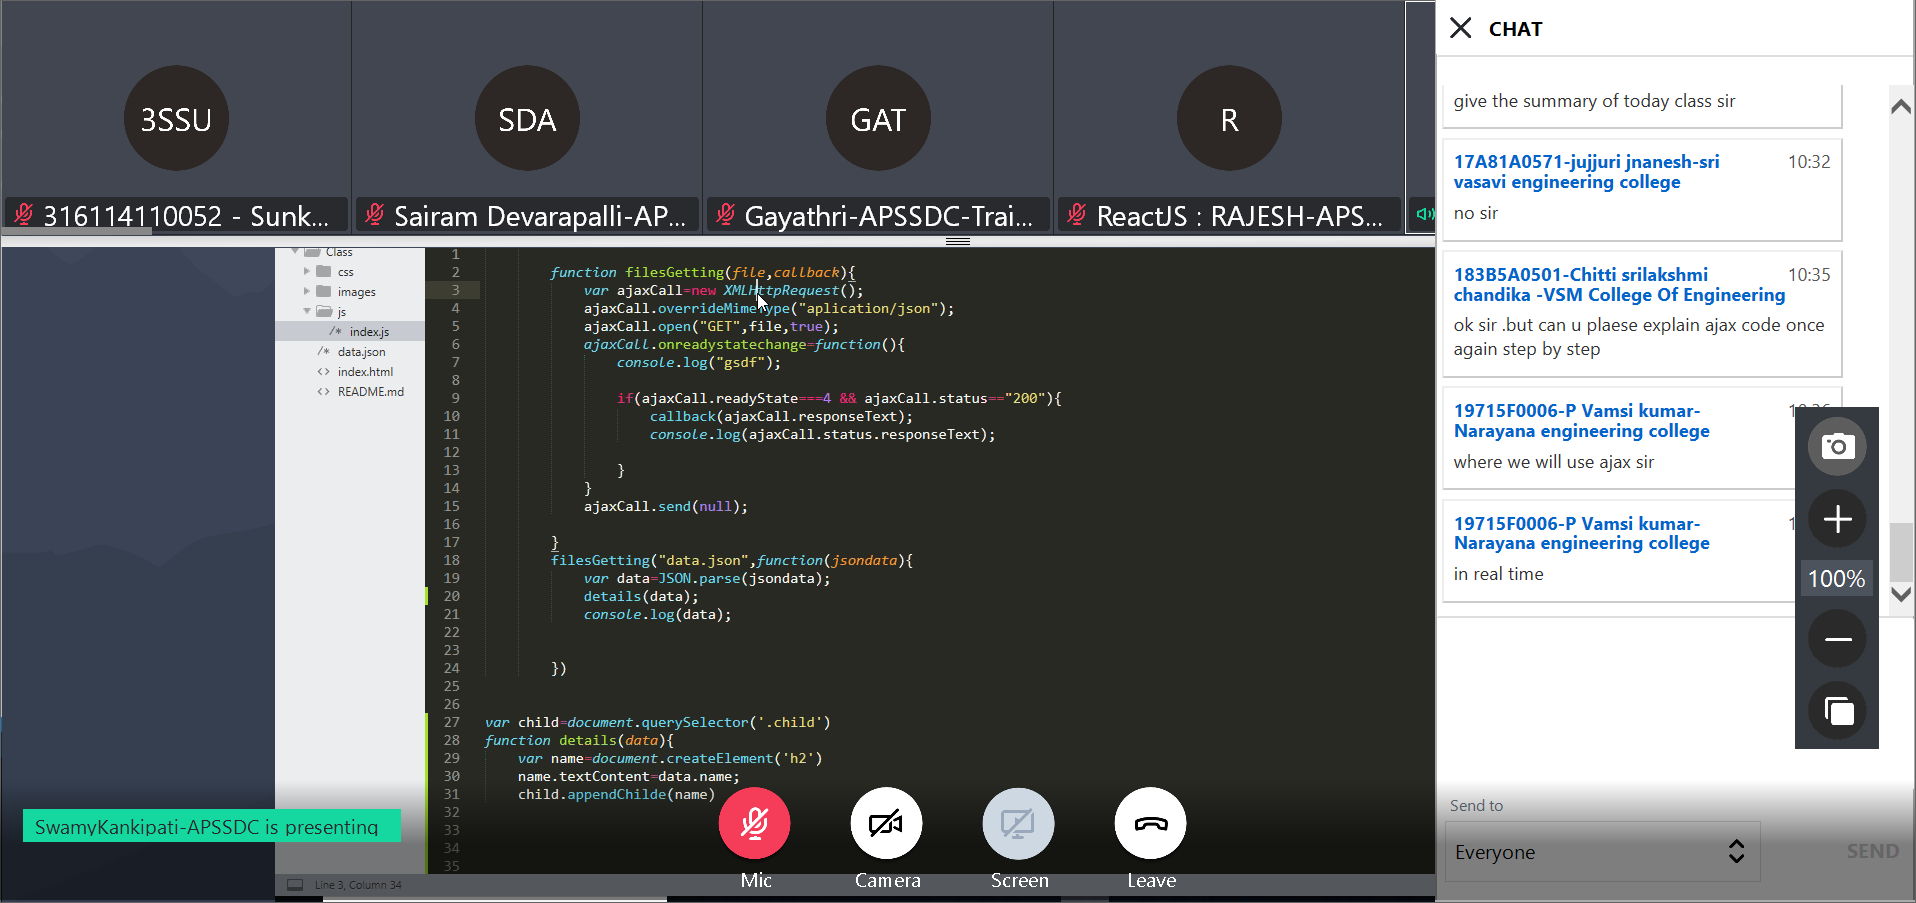 3SSU
SDA
GAT
R
316114110052 - Sunk...
Sairam Devarapalli-AP...
Gayathri-APSSDC-Trai...
ReactJS : RAJESH-APS...
Class
css
images
js
/* index.js
/* data.json
<> index.html
<> README.md
1
2 function filesGetting(file,callback){
3 var ajaxCall=new XMLHttpRequest();
4 ajaxCall.overrideMimeType("aplication/json");
5 ajaxCall.open("GET",file,true);
6 ajaxCall.onreadystatechange=function(){
7 console.log("gsdf");
8
9 if(ajaxCall.readyState===4 && ajaxCall.status=="200"){
10 callback(ajaxCall.responseText);
11 console.log(ajaxCall.status.responseText);
12
13 }
14 }
15 ajaxCall.send(null);
16
17 }
18 filesGetting("data.json",function(jsondata){
19 var data=JSON.parse(jsondata);
20 details(data);
21 console.log(data);
22
23
24 })
25
26
27 var child=document.querySelector('.child')
28 function details(data){
29 var name=document.createElement('h2')
30 name.textContent=data.name;
31 child.appendChilde(name)
32
33
34
35
SwamyKankipati-APSSDC is presenting
Line 3, Column 34
Mic
Camera
Screen
Leave
CHAT
give the summary of today class sir
17A81A0571-jujjuri jnanesh-sri 10:32
vasavi engineering college
no sir
183B5A0501-Chitti srilakshmi 10:35
chandika -VSM College Of Engineering
ok sir .but can u plaese explain ajax code once
again step by step
19715F0006-P Vamsi kumar-
Narayana engineering college
where we will use ajax sir
19715F0006-P Vamsi kumar-
Narayana engineering college
in real time
100%
Send to
Everyone
SEND